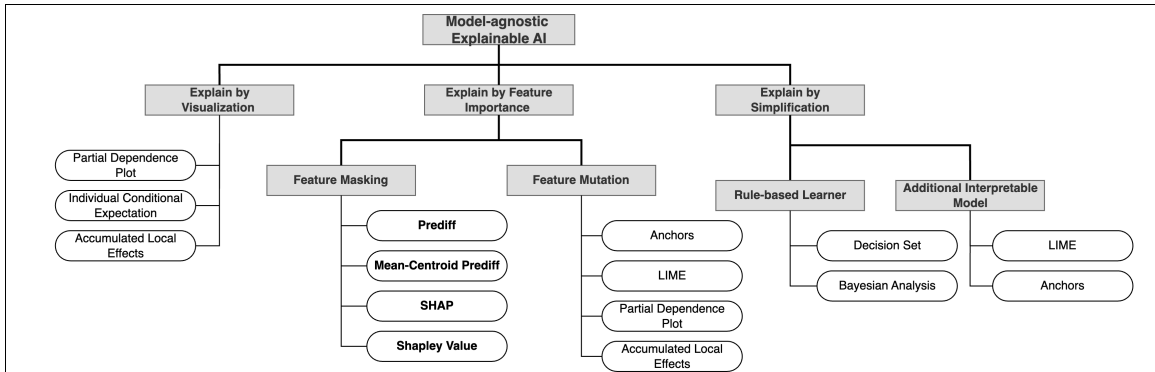 Model-agnostic
Explainable AI
Explain by
Visualization
Explain by Feature
Importance
Explain by
Simplification
Partial Dependence
Plot
Individual Conditional
Expectation
Accumulated Local
Effects
Feature Masking
Feature Mutation
Prediff
Mean-Centroid Prediff
SHAP
Shapley Value
Anchors
LIME
Partial Dependence
Plot
Accumulated Local
Effects
Rule-based Learner
Additional Interpretable
Model
Decision Set
Bayesian Analysis
LIME
Anchors